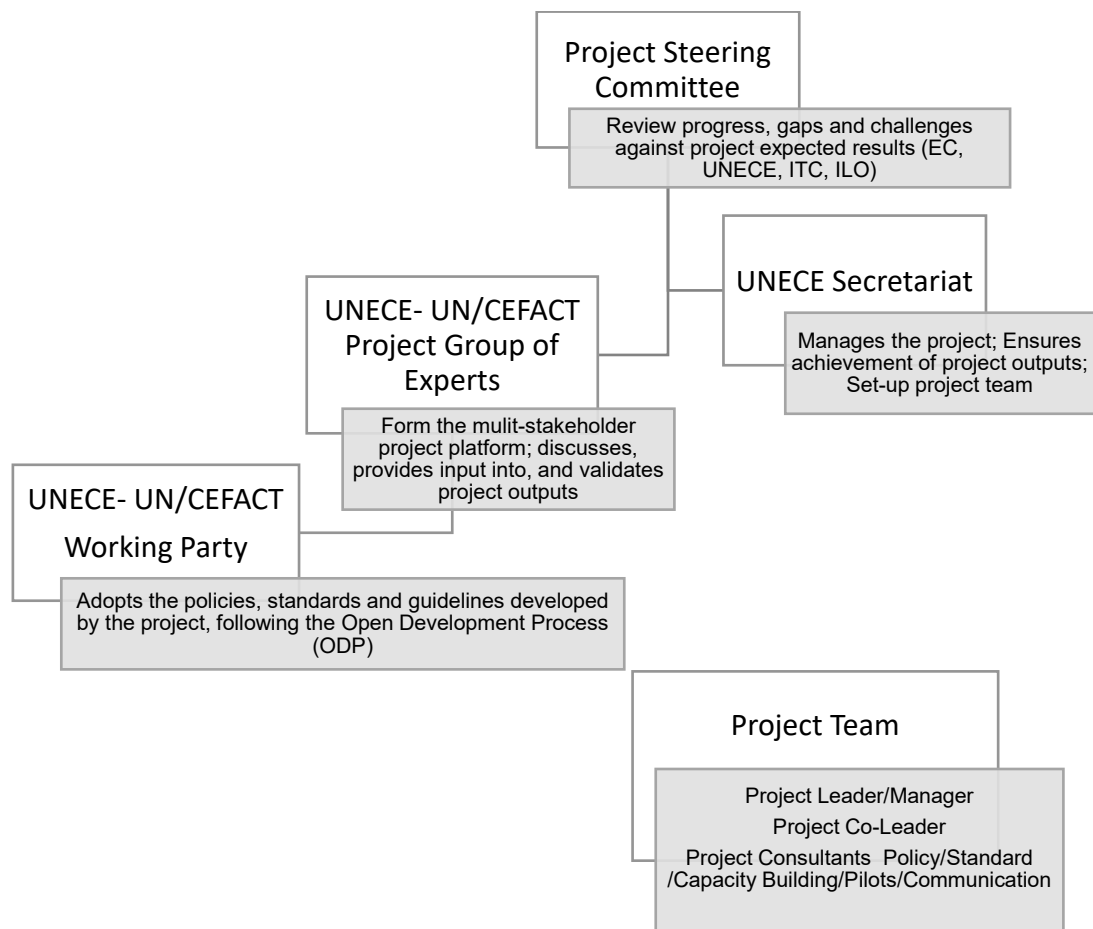 Project Steering
Committee
Review progress, gaps and challenges
against project expected results (EC,
UNECE, ITC, ILO)
UNECE Secretariat
Manages the project; Ensures
achievement of project outputs;
Set-up project team
UNECE- UN/CEFACT
Project Group of
Experts
Form the mulit-stakeholder
project platform; discusses,
provides input into, and validates
project outputs
UNECE- UN/CEFACT
Working Party
Adopts the policies, standards and guidelines developed
by the project, following the Open Development Process
(ODP)
Project Team
Project Leader/Manager
Project Co-Leader
Project Consultants Policy/Standard
/Capacity Building/Pilots/Communication